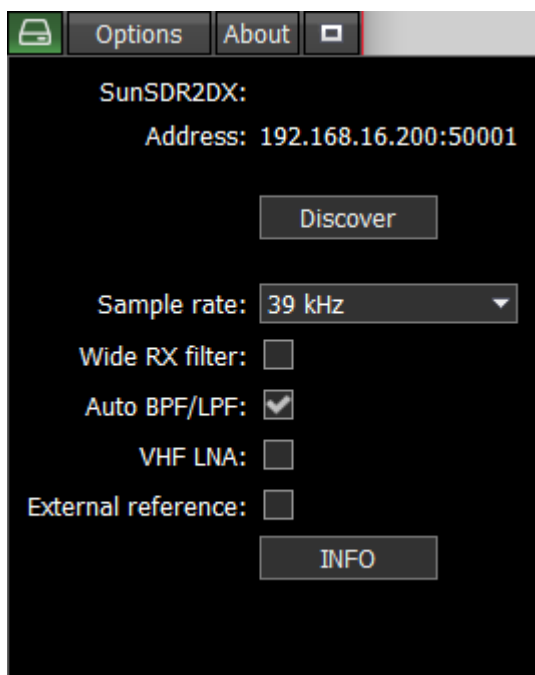 Options About
SunSDR2DX:
Address: 192.168.16.200:50001
Discover
Sample rate: 39 kHz
Wide RX filter:
Auto BPF/LPF:
VHF LNA:
External reference:
INFO